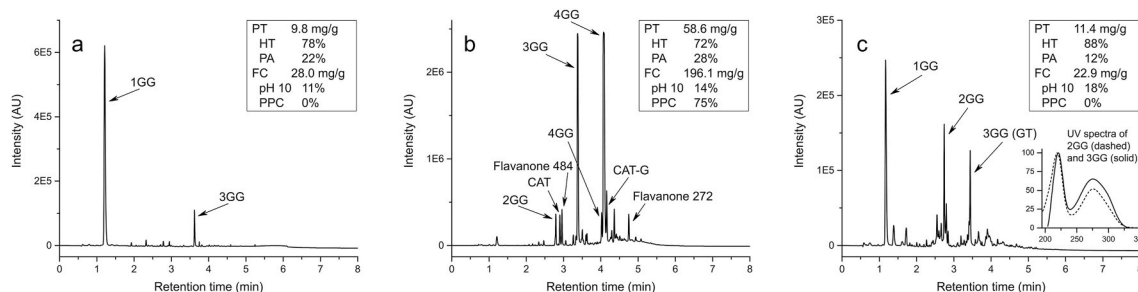 a
PT 9.8 mg/g
HT 78%
PA 22%
FC 28.0 mg/g
pH 10 11%
PPC 0%
1GG
3GG
Intensity (AU)
6E5
4E5
2E5
0
0 1 2 3 4 5 6 7 8
Retention time (min)
b
4GG
3GG
PT 58.6 mg/g
HT 72%
PA 28%
FC 196.1 mg/g
pH 10 14%
PPC 75%
4GG
Flavanone 484
CAT
CAT-G
2GG
Flavanone 272
Intensity (AU)
2E6
1E6
0
0 1 2 3 4 5 6 7 8
Retention time (min)
c
PT 11.4 mg/g
HT 88%
PA 12%
FC 22.9 mg/g
pH 10 18%
PPC 0%
1GG
2GG
3GG (GT)
UV spectra of
2GG (dashed)
and 3GG (solid)
100
75
50
25
0
200 250 300
Intensity (AU)
3E5
2E5
1E5
0
0 1 2 3 4 5 6 7 8
Retention time (min)